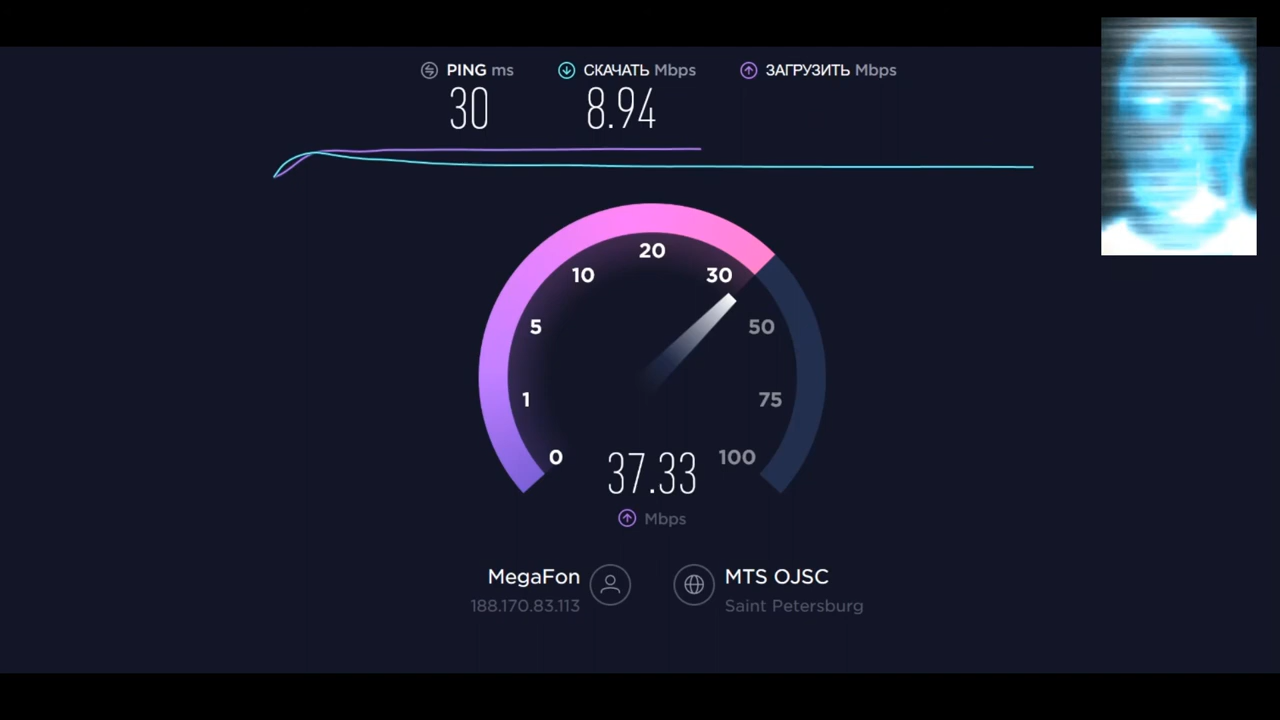 PING ms
СКАЧАТЬ Mbps
ЗАГРУЗИТЬ Mbps
30
8.94
0
1
5
10
20
30
50
75
100
37.33
Mbps
MegaFon
188.170.83.113
MTS OJSC
Saint Petersburg